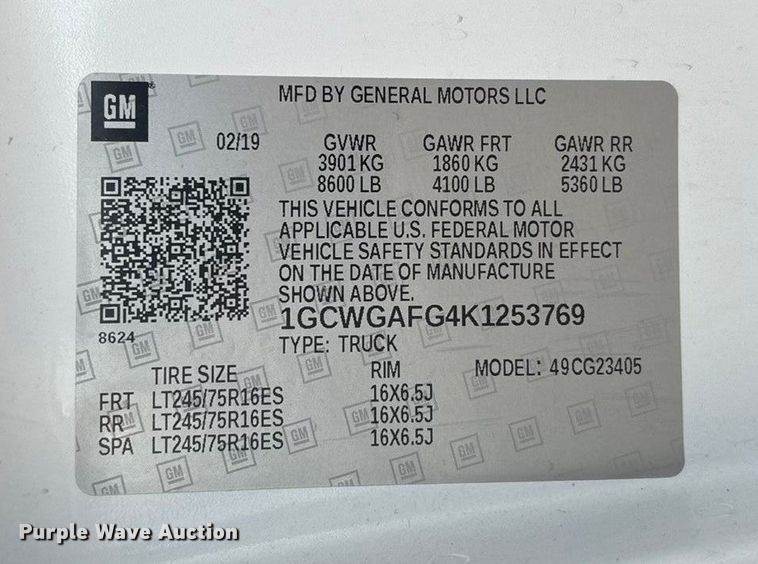 GM
MFD BY GENERAL MOTORS LLC
02/19 GVWR GAWR FRT GAWR RR
3901 KG 1860 KG 2431 KG
8600 LB 4100 LB 5360 LB
THIS VEHICLE CONFORMS TO ALL
APPLICABLE U.S. FEDERAL MOTOR
VEHICLE SAFETY STANDARDS IN EFFECT
ON THE DATE OF MANUFACTURE
SHOWN ABOVE.
8624
1GCWGAFG4K1253769
TYPE: TRUCK
TIRE SIZE RIM MODEL: 49CG23405
FRT LT245/75R16ES 16X6.5J
RR LT245/75R16ES 16X6.5J
SPA LT245/75R16ES 16X6.5J
Purple Wave Auction